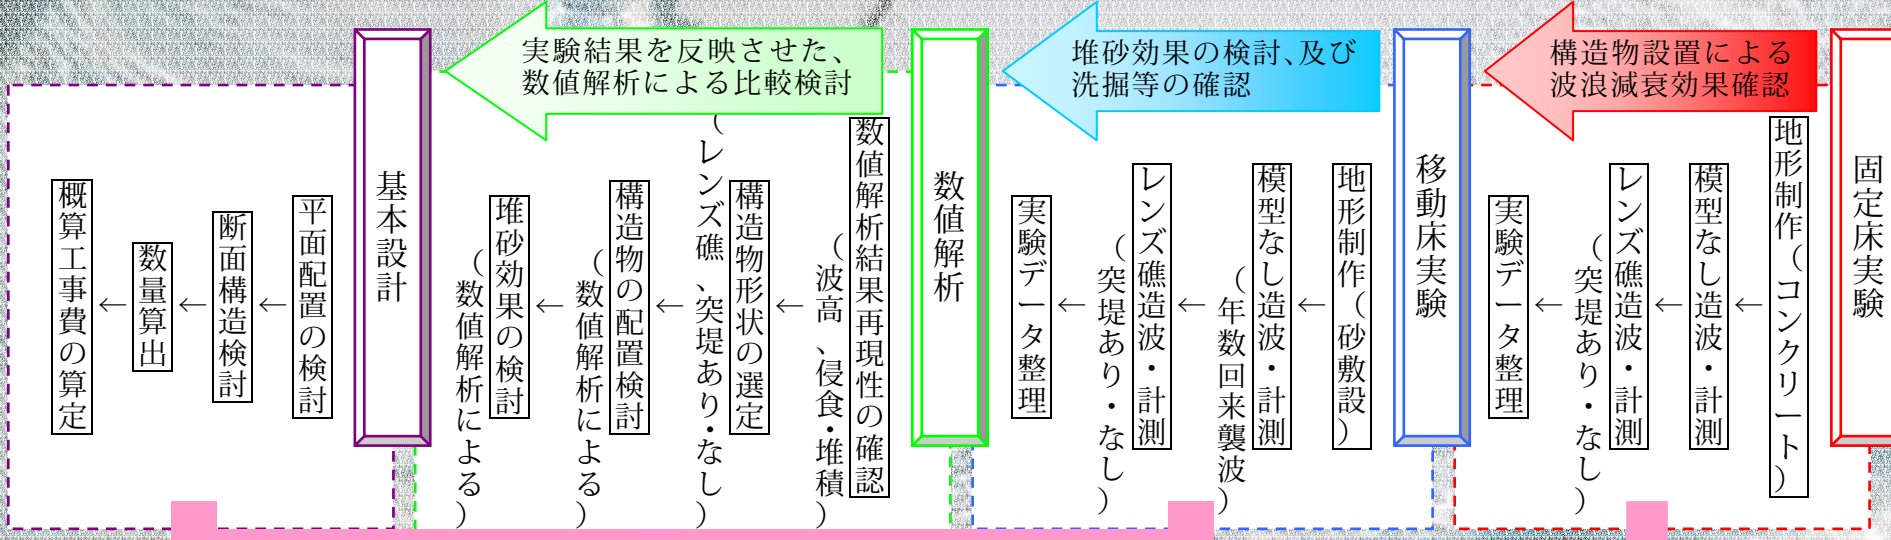 固定床実験
地形制作（コンクリート）
↓
模型なし造波・計測
↓
レンズ礁造波・計測
（突堤あり・なし）
↓
実験データ整理
構造物設置による
波浪減衰効果確認
移動床実験
地形制作（砂敷設）
↓
模型なし造波・計測
（年数回来襲波）
↓
レンズ礁造波・計測
（突堤あり・なし）
↓
実験データ整理
堆砂効果の検討、及び
洗掘等の確認
数値解析
数値解析結果再現性の確認
（波高、侵食・堆積）
↓
構造物形状の選定
（レンズ礁、突堤あり・なし）
↓
構造物の配置検討
（数値解析による）
↓
堆砂効果の検討
（数値解析による）
実験結果を反映させた、
数値解析による比較検討
基本設計
平面配置の検討
↓
断面構造検討
↓
数量算出
↓
概算工事費の算定